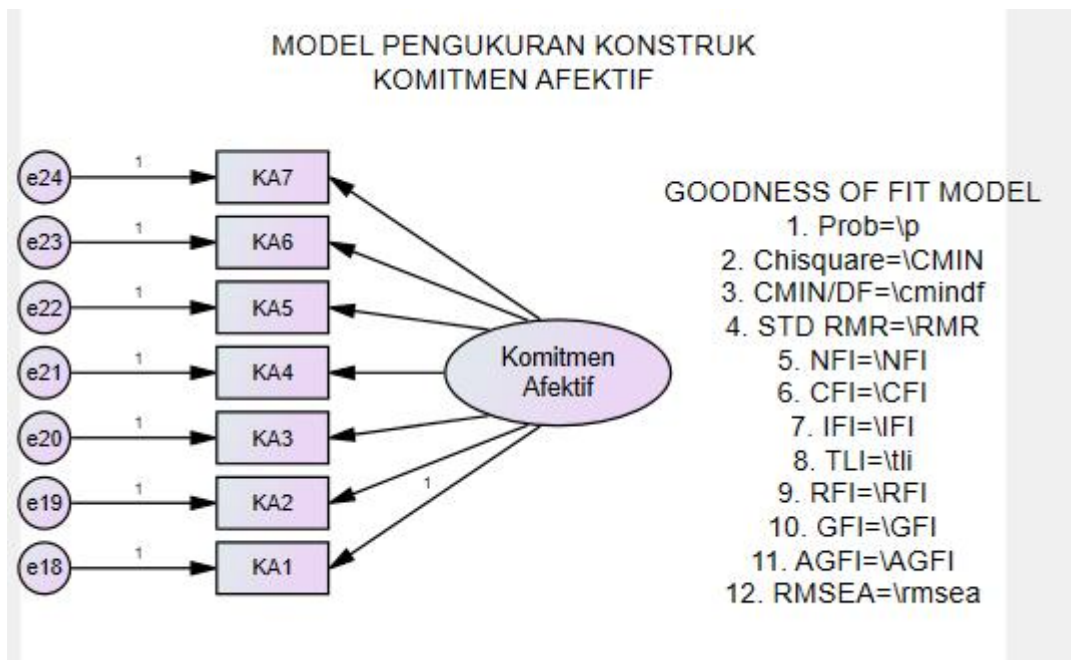 MODEL PENGUKURAN KONSTRUK
KOMITMEN AFEKTIF
e24
1
KA7
e23
1
KA6
e22
1
KA5
e21
1
KA4
e20
1
KA3
e19
1
KA2
e18
1
KA1
1
Komitmen
Afektif
GOODNESS OF FIT MODEL
1. Prob=\p
2. Chisquare=\CMIN
3. CMIN/DF=\cmindf
4. STD RMR=\RMR
5. NFI=\NFI
6. CFI=\CFI
7. IFI=\IFI
8. TLI=\tli
9. RFI=\RFI
10. GFI=\GFI
11. AGFI=\AGFI
12. RMSEA=\rmsea